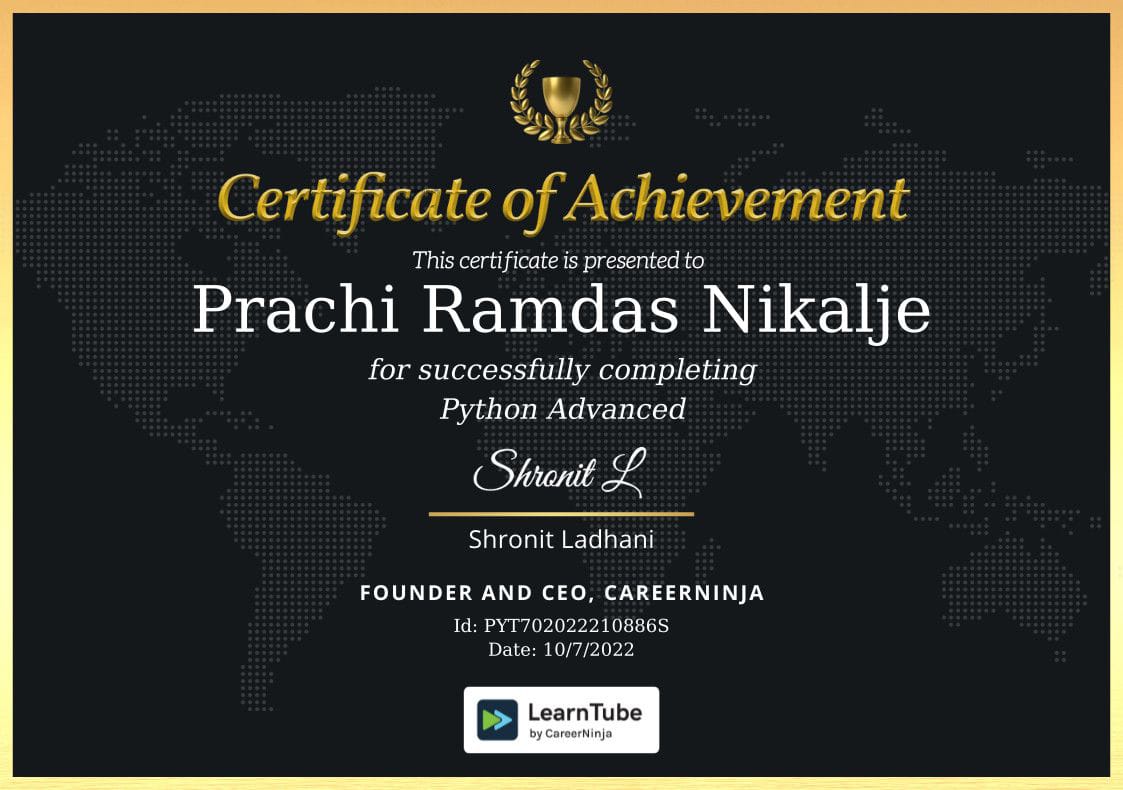 Certificate of Achievement
This certificate is presented to
Prachi Ramdas Nikalje
for successfully completing
Python Advanced
Shronit L
Shronit Ladhani
FOUNDER AND CEO, CAREERNINJA
Id: PYT702022210886S
Date: 10/7/2022
LearnTube
by CareerNinja